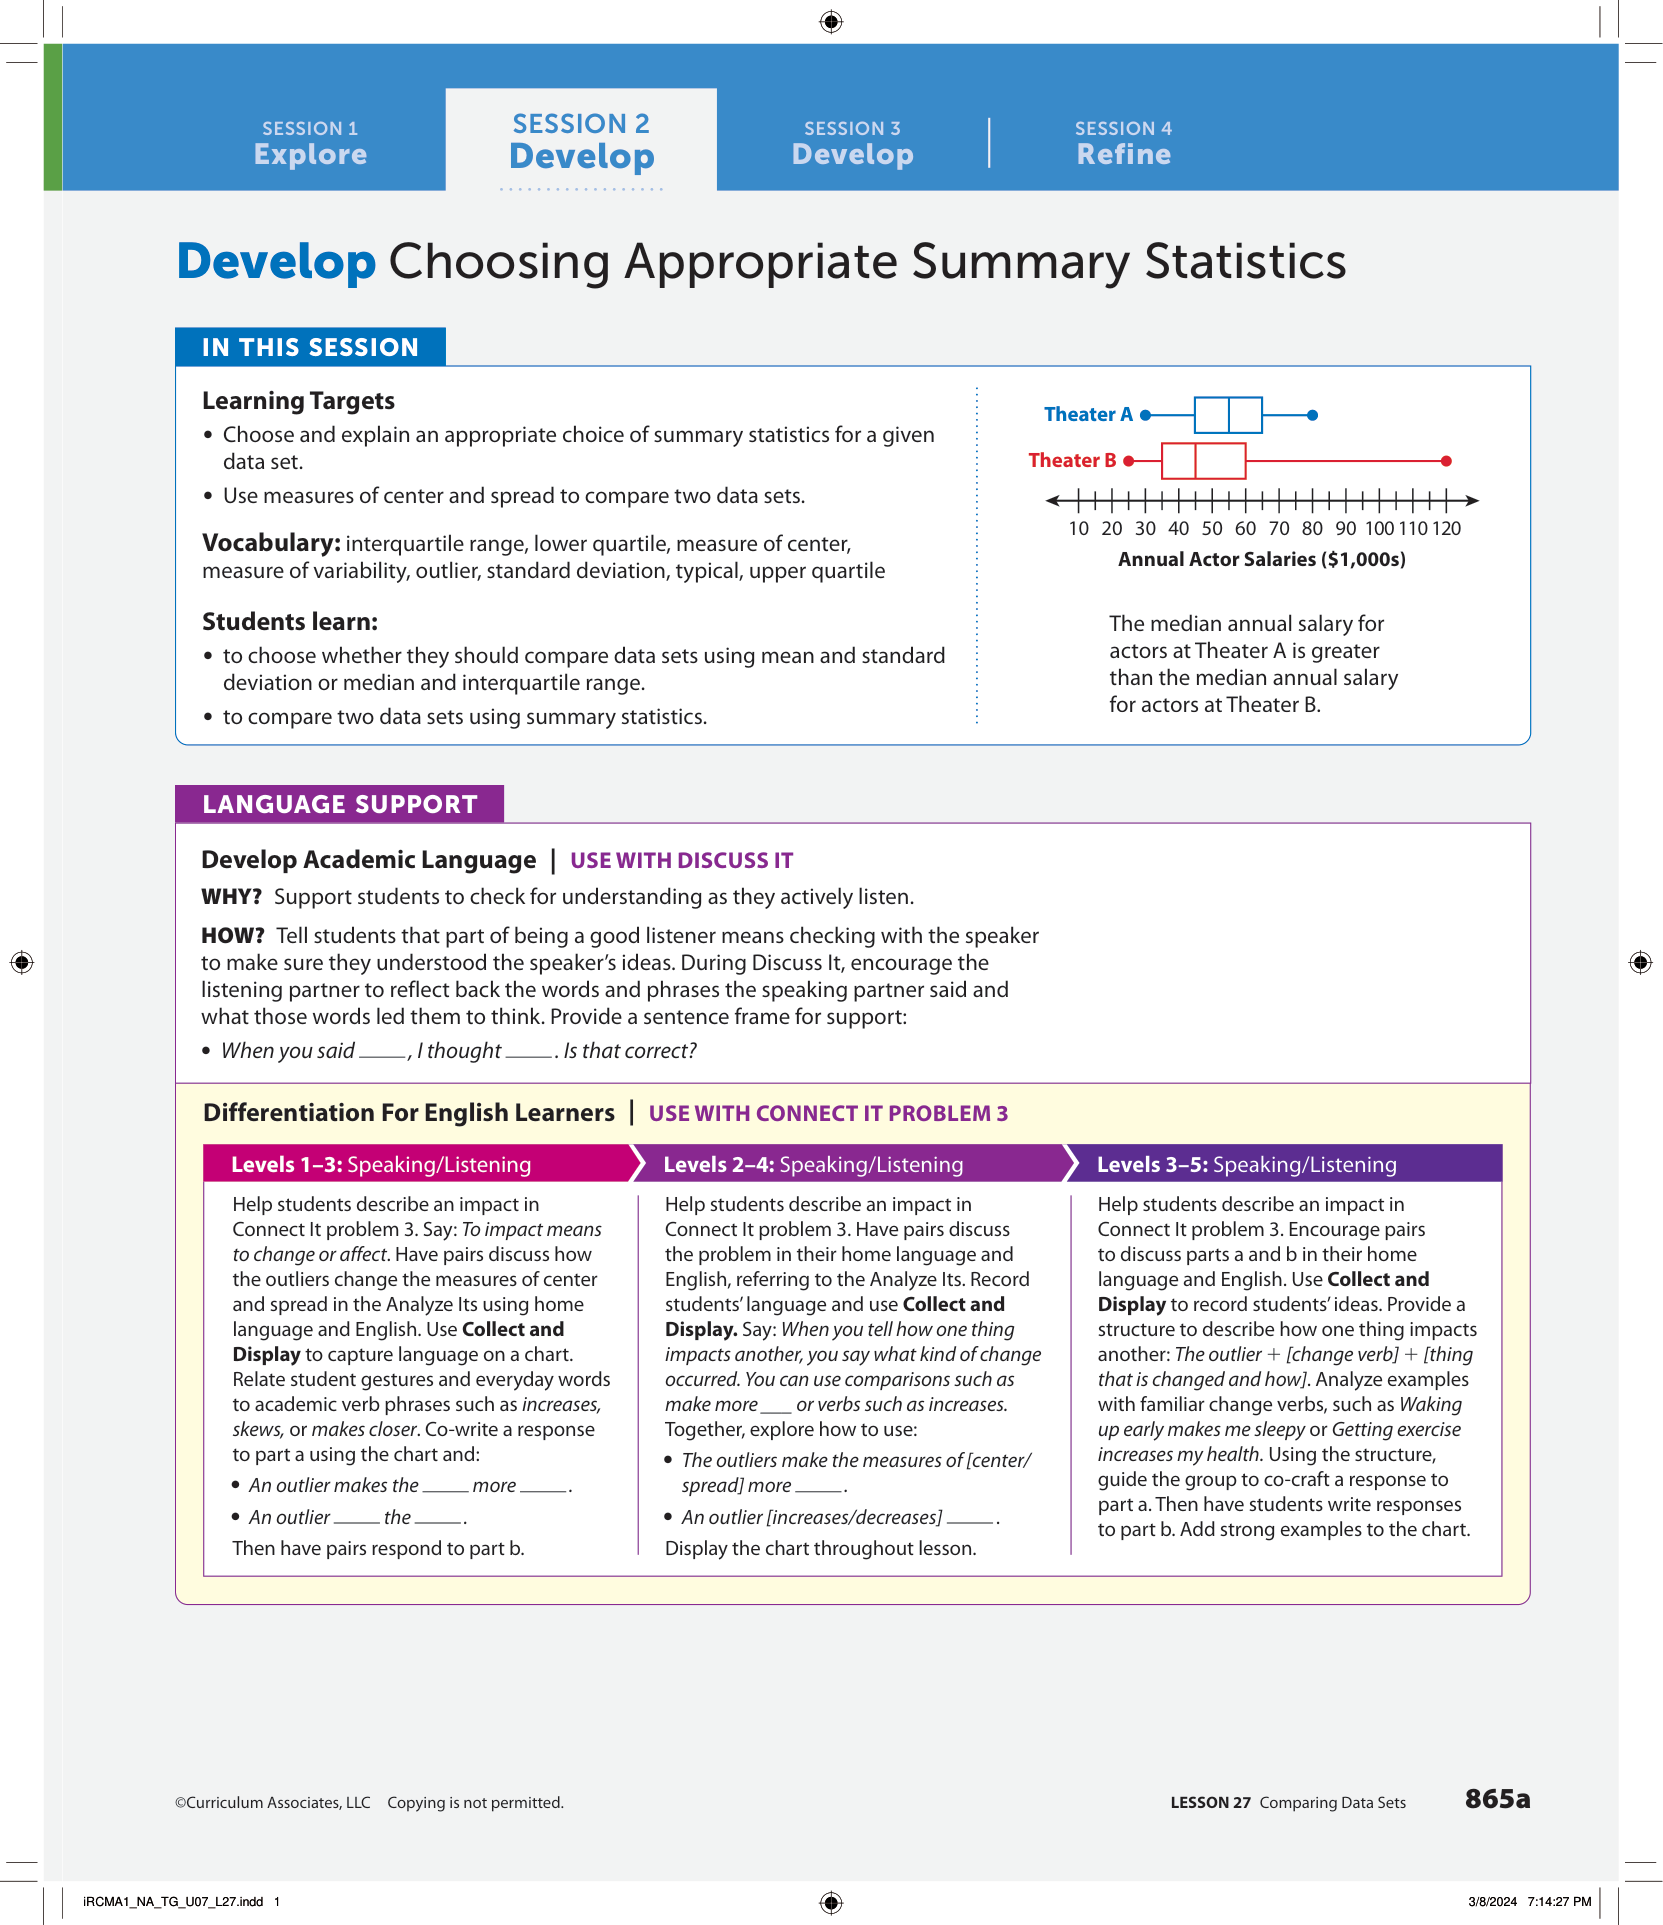 SESSION 1
Explore
SESSION 2
Develop
SESSION 3
Develop
SESSION 4
Refine
Develop Choosing Appropriate Summary Statistics
IN THIS SESSION
Learning Targets
• Choose and explain an appropriate choice of summary statistics for a given
data set.
• Use measures of center and spread to compare two data sets.
Vocabulary: interquartile range, lower quartile, measure of center,
measure of variability, outlier, standard deviation, typical, upper quartile
Students learn:
• to choose whether they should compare data sets using mean and standard
deviation or median and interquartile range.
• to compare two data sets using summary statistics.
Theater A
Theater B
10 20 30 40 50 60 70 80 90 100 110 120
Annual Actor Salaries ($1,000s)
The median annual salary for
actors at Theater A is greater
than the median annual salary
for actors at Theater B.
LANGUAGE SUPPORT
Develop Academic Language | USE WITH DISCUSS IT
WHY? Support students to check for understanding as they actively listen.
HOW? Tell students that part of being a good listener means checking with the speaker
to make sure they understood the speaker’s ideas. During Discuss It, encourage the
listening partner to reflect back the words and phrases the speaking partner said and
what those words led them to think. Provide a sentence frame for support:
• When you said ____, I thought ____. Is that correct?
Differentiation For English Learners | USE WITH CONNECT IT PROBLEM 3
Levels 1–3: Speaking/Listening
Help students describe an impact in
Connect It problem 3. Say: To impact means
to change or affect. Have pairs discuss how
the outliers change the measures of center
and spread in the Analyze Its using home
language and English. Use Collect and
Display to capture language on a chart.
Relate student gestures and everyday words
to academic verb phrases such as increases,
skews, or makes closer. Co-write a response
to part a using the chart and:
• An outlier makes the ____ more ____.
• An outlier ____ the ____.
Then have pairs respond to part b.
Levels 2–4: Speaking/Listening
Help students describe an impact in
Connect It problem 3. Have pairs discuss
the problem in their home language and
English, referring to the Analyze Its. Record
students’ language and use Collect and
Display. Say: When you tell how one thing
impacts another, you say what kind of change
occurred. You can use comparisons such as
make more ___ or verbs such as increases.
Together, explore how to use:
• The outliers make the measures of [center/
spread] more ____.
• An outlier [increases/decreases] ____.
Display the chart throughout lesson.
Levels 3–5: Speaking/Listening
Help students describe an impact in
Connect It problem 3. Encourage pairs
to discuss parts a and b in their home
language and English. Use Collect and
Display to record students’ ideas. Provide a
structure to describe how one thing impacts
another: The outlier + [change verb] + [thing
that is changed and how]. Analyze examples
with familiar change verbs, such as Waking
up early makes me sleepy or Getting exercise
increases my health. Using the structure,
guide the group to co-craft a response to
part a. Then have students write responses
to part b. Add strong examples to the chart.
©Curriculum Associates, LLC Copying is not permitted.
LESSON 27 Comparing Data Sets 865a
iRCMA1_NA_TG_U07_L27.indd 1
3/8/2024 7:14:27 PM